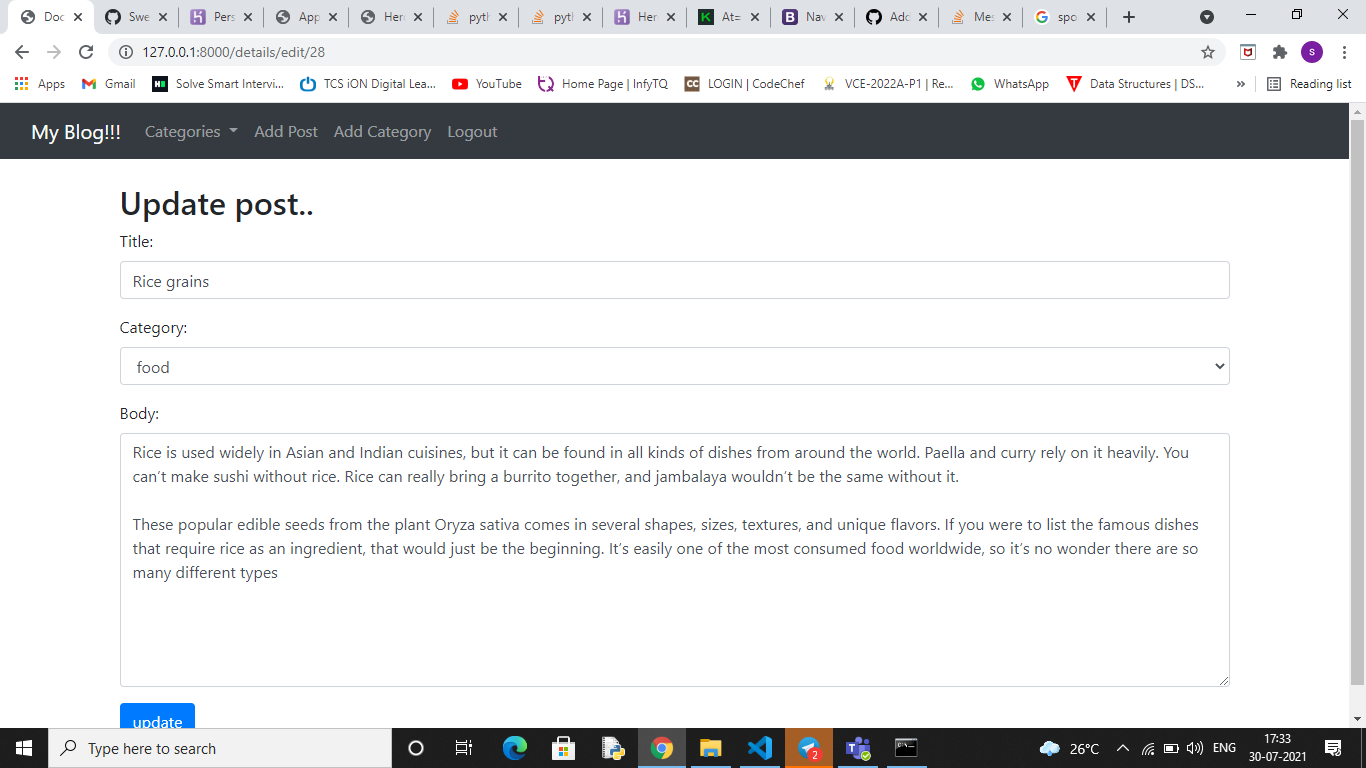 Doc
Swe
Pers
App
Her
pyth
pyth
Her
At=
Nav
Adc
Mes
spo
127.0.0.1:8000/details/edit/28
s
Apps
Gmail
Solve Smart Intervi...
TCS iON Digital Lea...
YouTube
Home Page | InfyTQ
LOGIN | CodeChef
VCE-2022A-P1 | Re...
WhatsApp
Data Structures | DS...
»
Reading list
My Blog!!!
Categories
Add Post
Add Category
Logout
Update post..
Title:
Rice grains
Category:
food
Body:
Rice is used widely in Asian and Indian cuisines, but it can be found in all kinds of dishes from around the world. Paella and curry rely on it heavily. You
can’t make sushi without rice. Rice can really bring a burrito together, and jambalaya wouldn’t be the same without it.
These popular edible seeds from the plant Oryza sativa comes in several shapes, sizes, textures, and unique flavors. If you were to list the famous dishes
that require rice as an ingredient, that would just be the beginning. It’s easily one of the most consumed food worldwide, so it’s no wonder there are so
many different types
update
Type here to search
2
26°C
ENG
17:33
30-07-2021